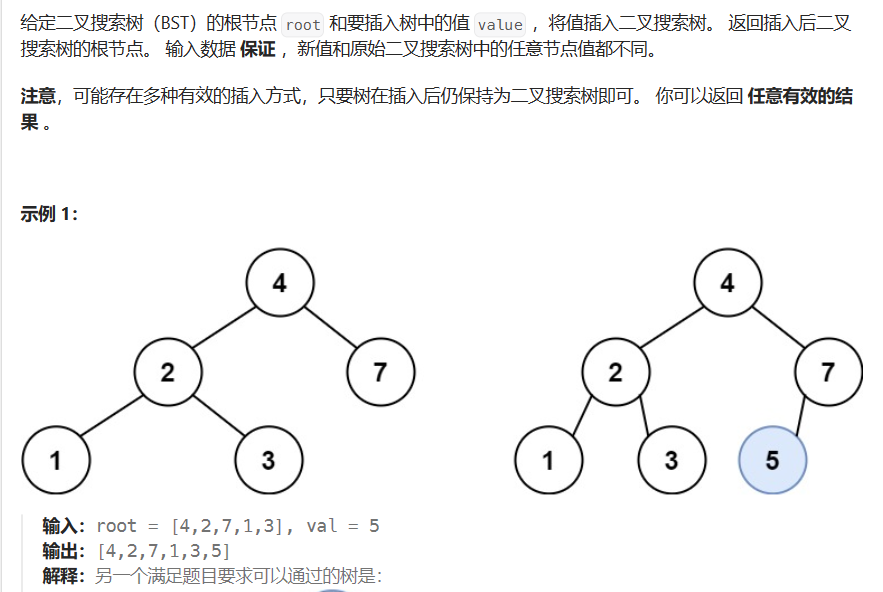 给定二叉搜索树（BST）的根节点 root 和要插入树中的值 value ，将值插入二叉搜索树。 返回插入后二叉
搜索树的根节点。 输入数据 保证 ，新值和原始二叉搜索树中的任意节点值都不同。
注意，可能存在多种有效的插入方式，只要树在插入后仍保持为二叉搜索树即可。 你可以返回 任意有效的结
果 。
示例 1：
4 4
2 7 2 7
1 3 1 3 5
输入：root = [4,2,7,1,3], val = 5
输出：[4,2,7,1,3,5]
解释：另一个满足题目要求可以通过的树是：